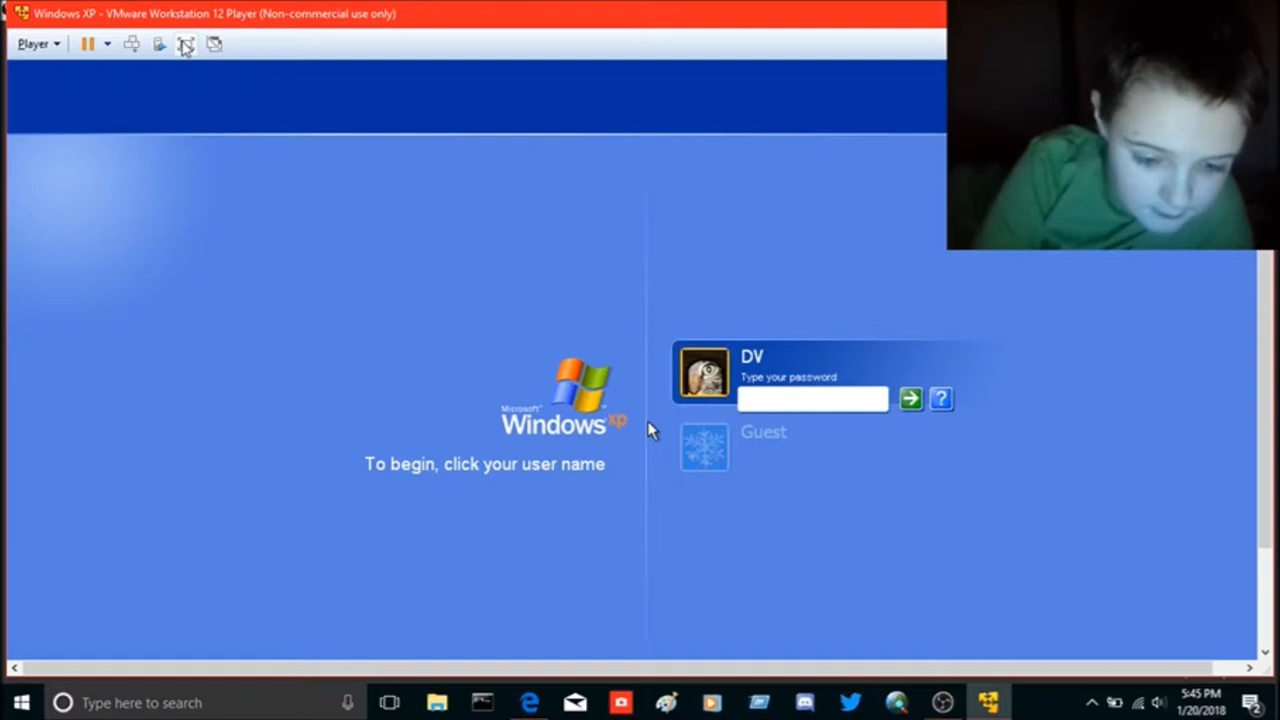 Windows XP - VMware Workstation 12 Player (Non-commercial use only)
Player
DV
Type your password
Microsoft
Windows xp
?
Guest
To begin, click your user name
Type here to search
5:45 PM
1/20/2018
2